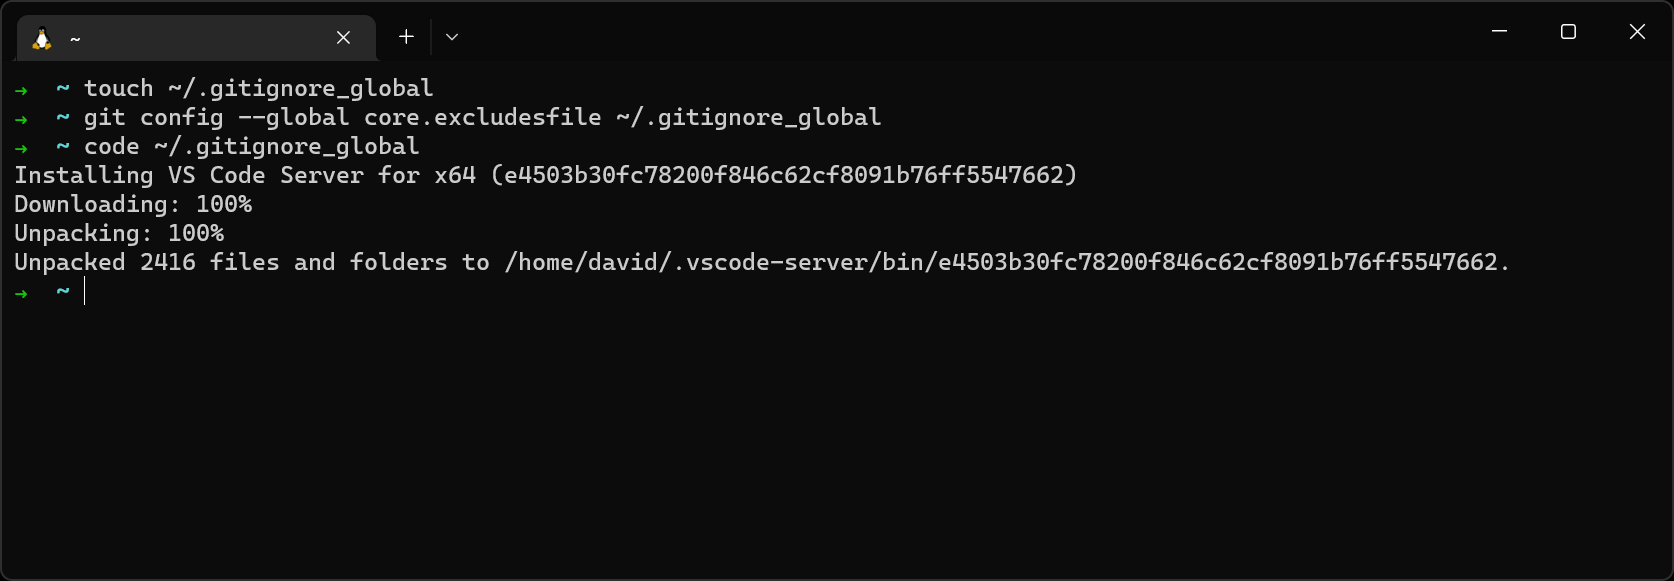 ~
→ ~ touch ~/.gitignore_global
→ ~ git config --global core.excludesfile ~/.gitignore_global
→ ~ code ~/.gitignore_global
Installing VS Code Server for x64 (e4503b30fc78200f846c62cf8091b76ff5547662)
Downloading: 100%
Unpacking: 100%
Unpacked 2416 files and folders to /home/david/.vscode-server/bin/e4503b30fc78200f846c62cf8091b76ff5547662.
→ ~